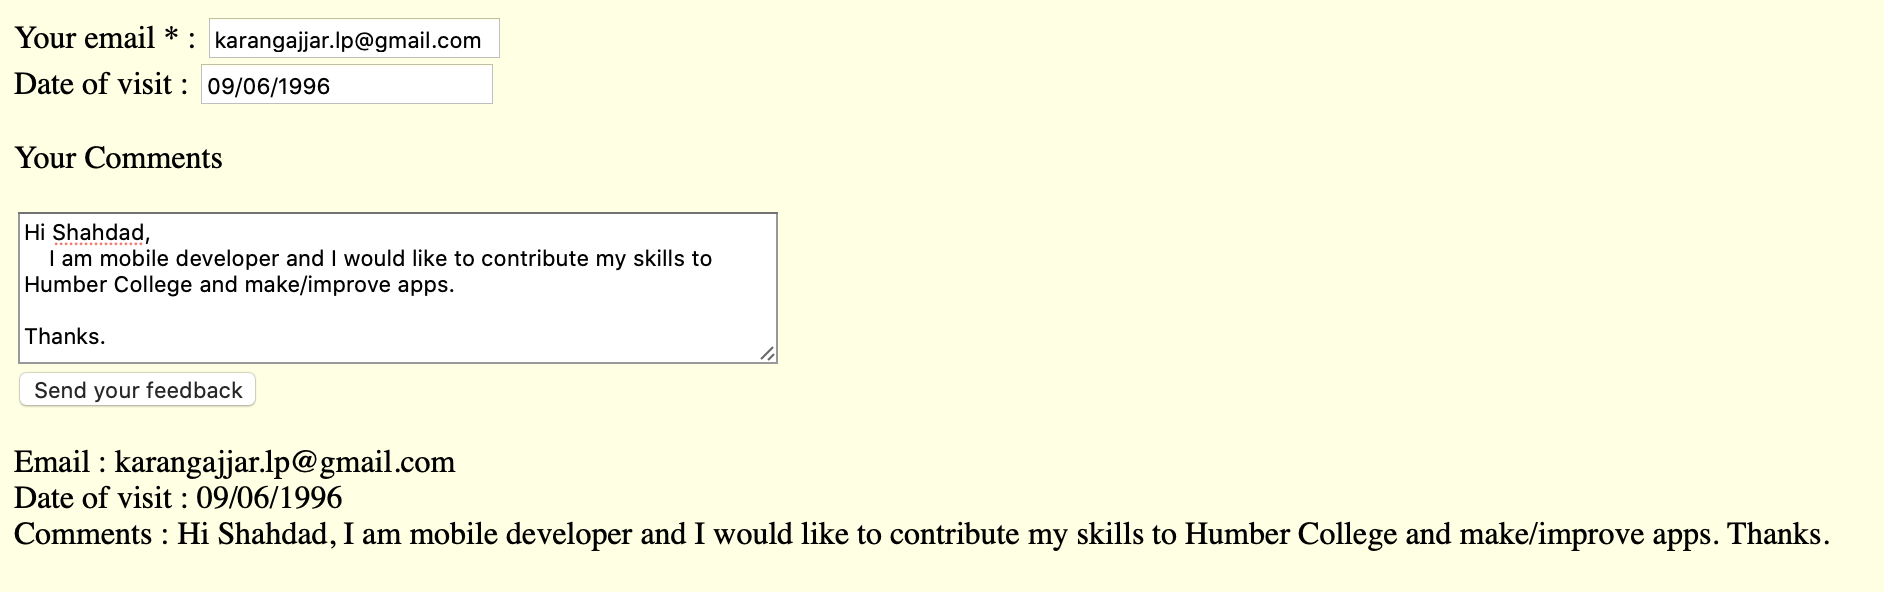 Your email * : karangajjar.lp@gmail.com
Date of visit : 09/06/1996
Your Comments
Hi Shahdad,
I am mobile developer and I would like to contribute my skills to
Humber College and make/improve apps.
Thanks.
Send your feedback
Email : karangajjar.lp@gmail.com
Date of visit : 09/06/1996
Comments : Hi Shahdad, I am mobile developer and I would like to contribute my skills to Humber College and make/improve apps. Thanks.